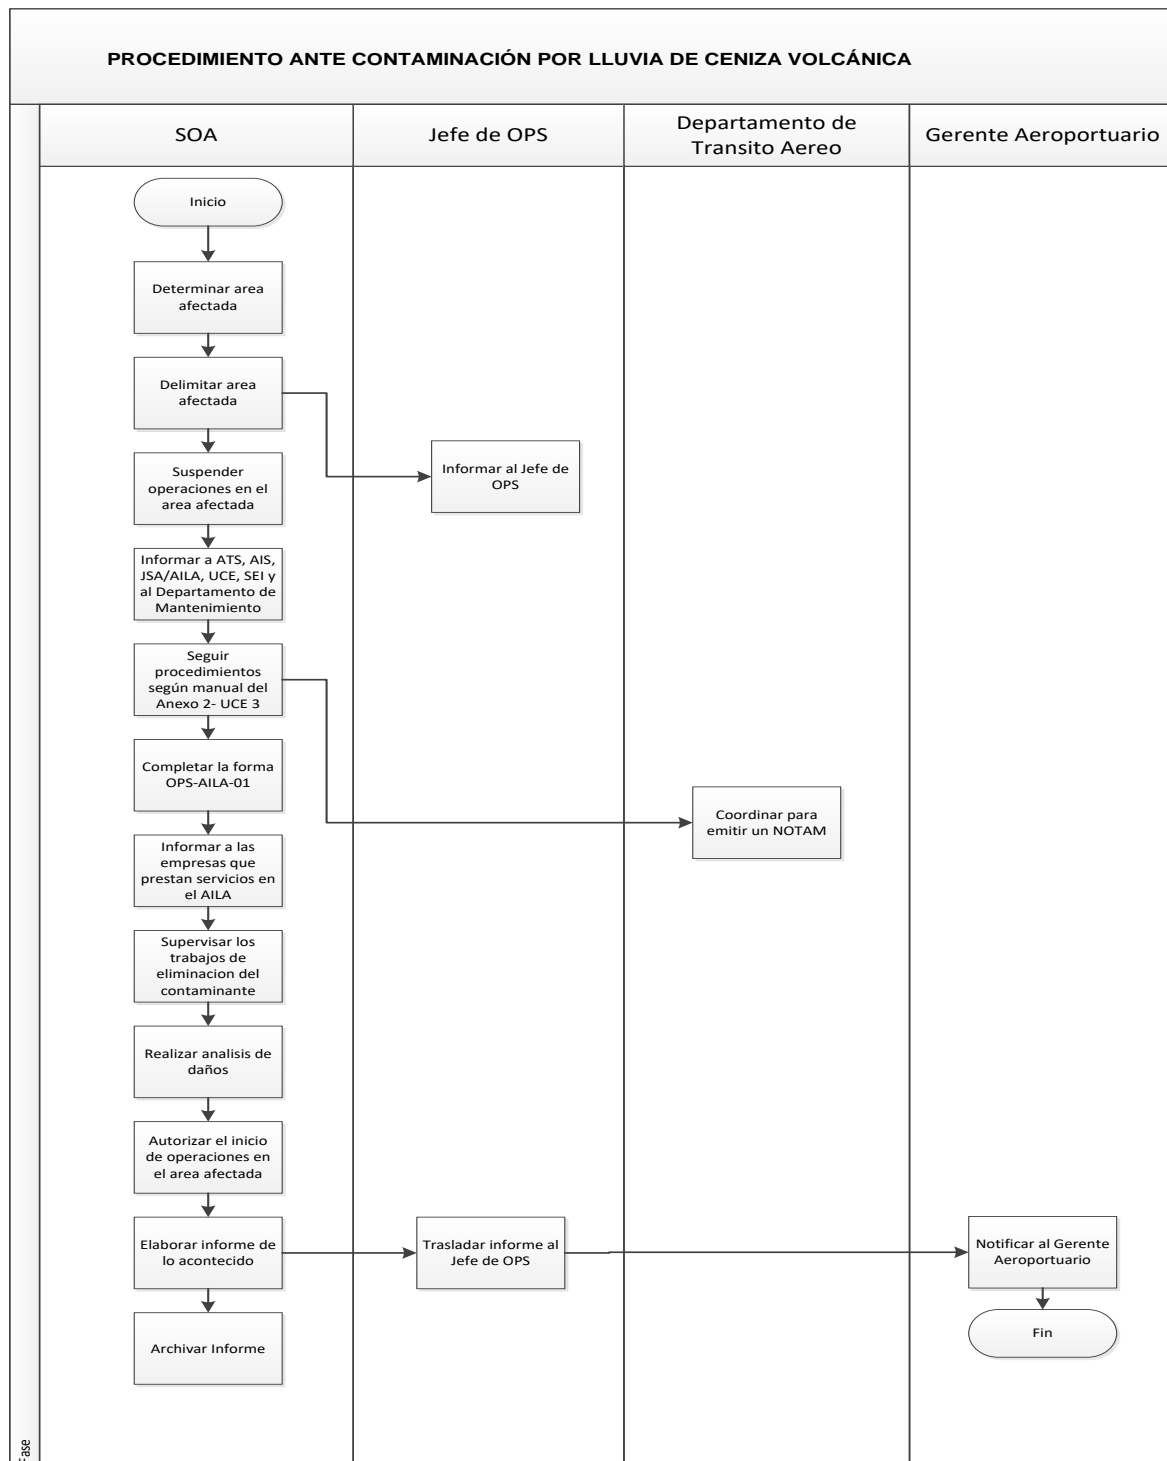 PROCEDIMIENTO ANTE CONTAMINACIÓN POR LLUVIA DE CENIZA VOLCÁNICA
SOA
Jefe de OPS
Departamento de
Transito Aereo
Gerente Aeroportuario
Inicio
Determinar area
afectada
Delimitar area
afectada
Informar al Jefe de
OPS
Suspender
operaciones en el
area afectada
Informar a ATS, AIS,
JSA/AILA, UCE, SEI y
al Departamento de
Mantenimiento
Seguir
procedimientos
según manual del
Anexo 2- UCE 3
Completar la forma
OPS-AILA-01
Coordinar para
emitir un NOTAM
Informar a las
empresas que
prestan servicios en
el AILA
Supervisar los
trabajos de
eliminacion del
contaminante
Realizar analisis de
daños
Autorizar el inicio
de operaciones en
el area afectada
Elaborar informe de
lo acontecido
Trasladar informe al
Jefe de OPS
Notificar al Gerente
Aeroportuario
Archivar Informe
Fin
Fase